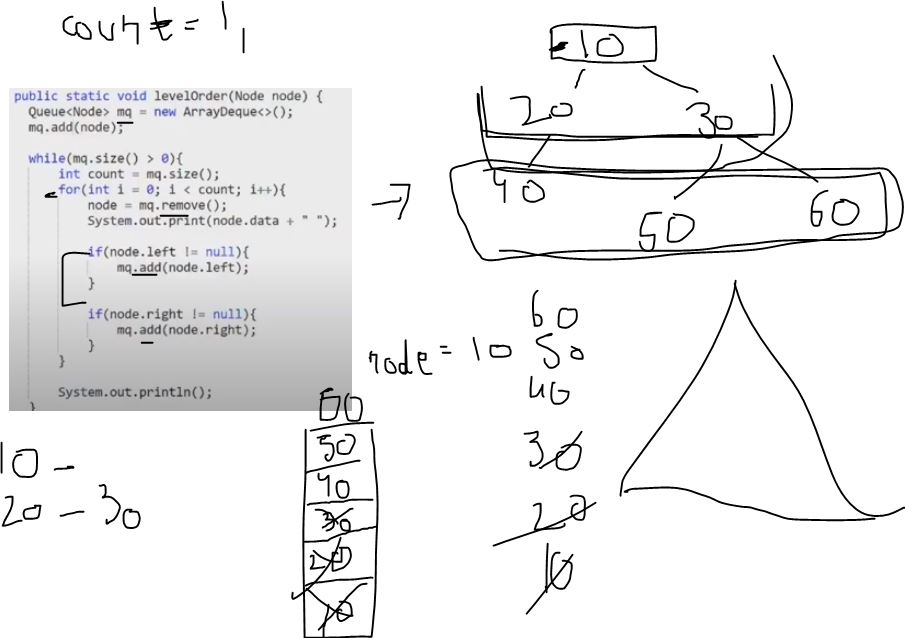 count = 1,
public static void levelOrder(Node node) {
Queue<Node> mq = new ArrayDeque<>();
mq.add(node);
while(mq.size() > 0){
int count = mq.size();
for(int i = 0; i < count; i++){
node = mq.remove();
System.out.print(node.data + " ");
if(node.left != null){
mq.add(node.left);
}
if(node.right != null){
mq.add(node.right);
}
}
System.out.println();
}
10
20 30
40
50 60
node = 10
60
50
40
30
20
10
60
50
40
30
20
10
10 -
20 - 30